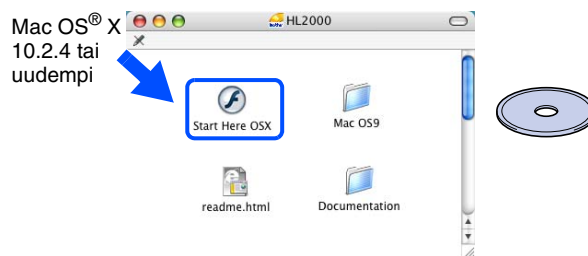 Mac OS® X
10.2.4 tai
uudempi
HL2000
Start Here OSX
Mac OS9
readme.html
Documentation